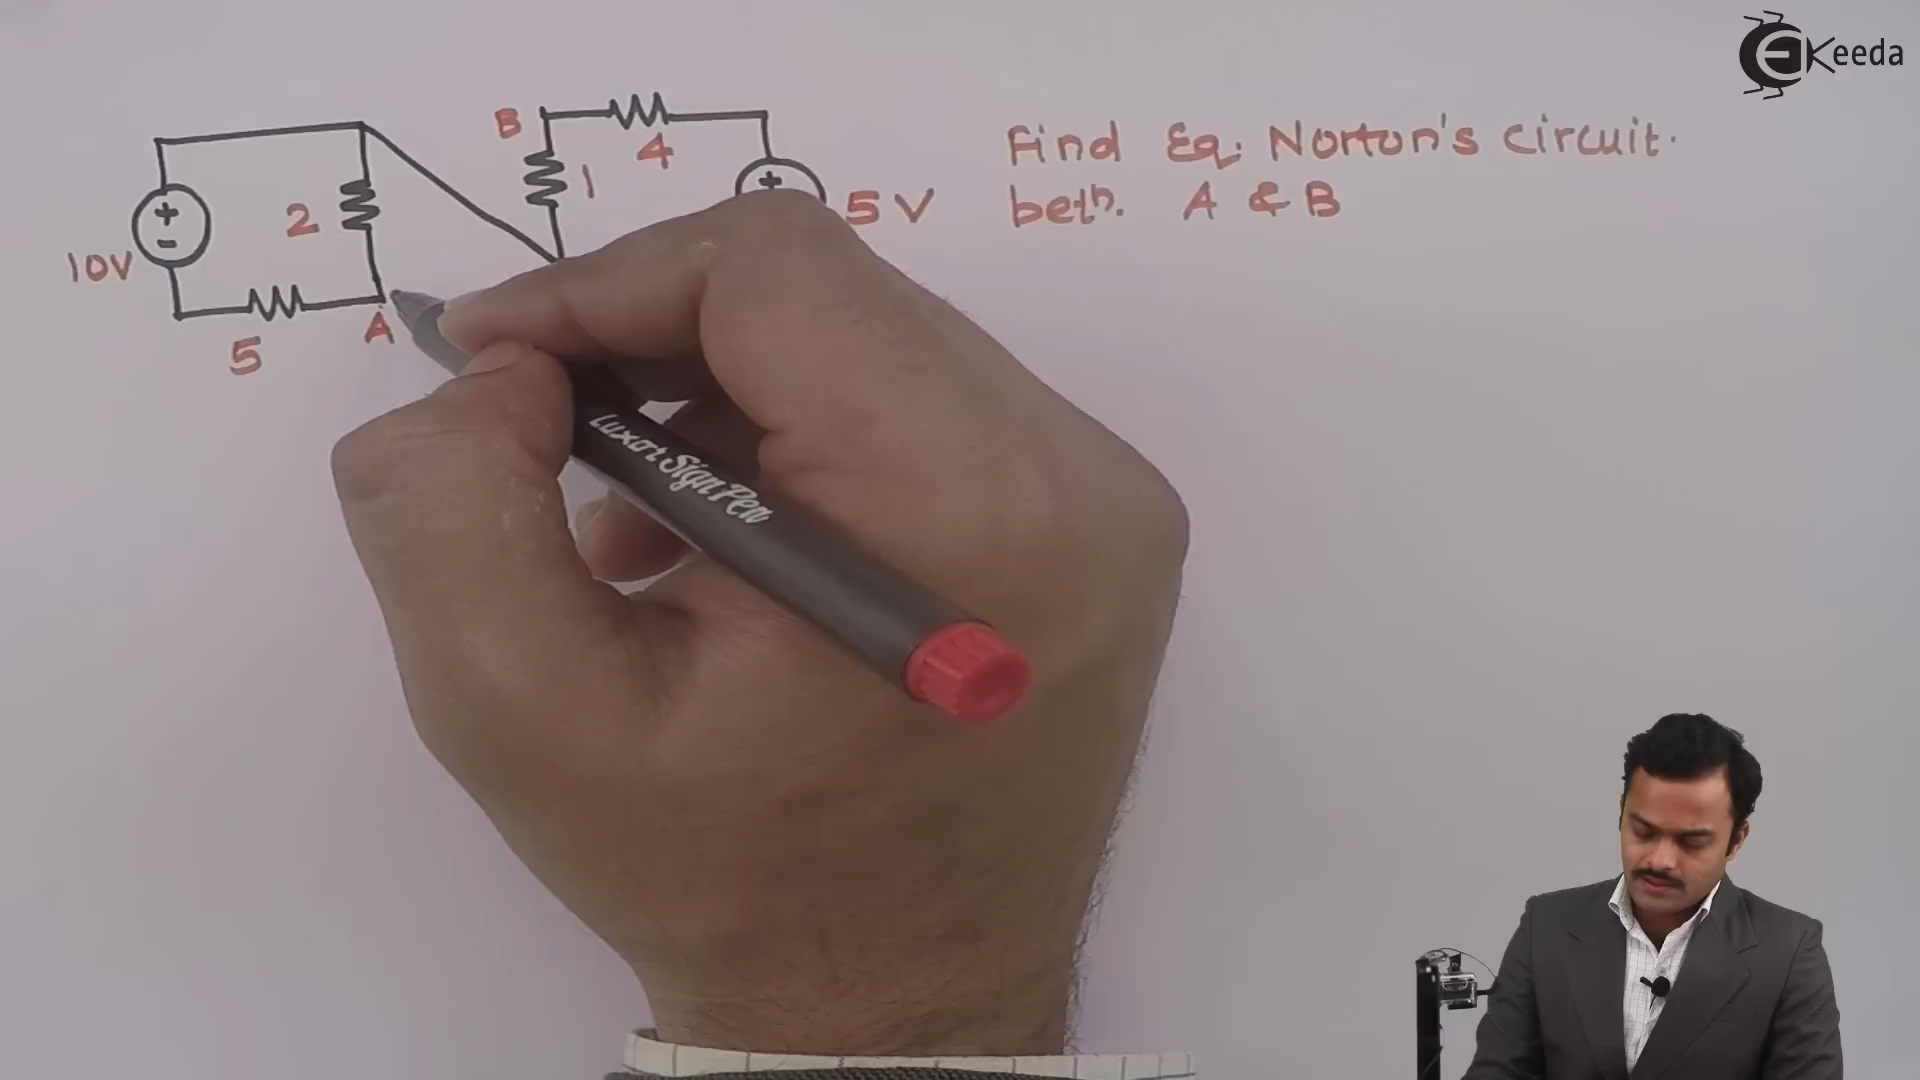 EKeeda
Find Eq. Norton's circuit.
betn. A & B
B
4
1
2
5V
10V
A
5
Luxor Sign Pen